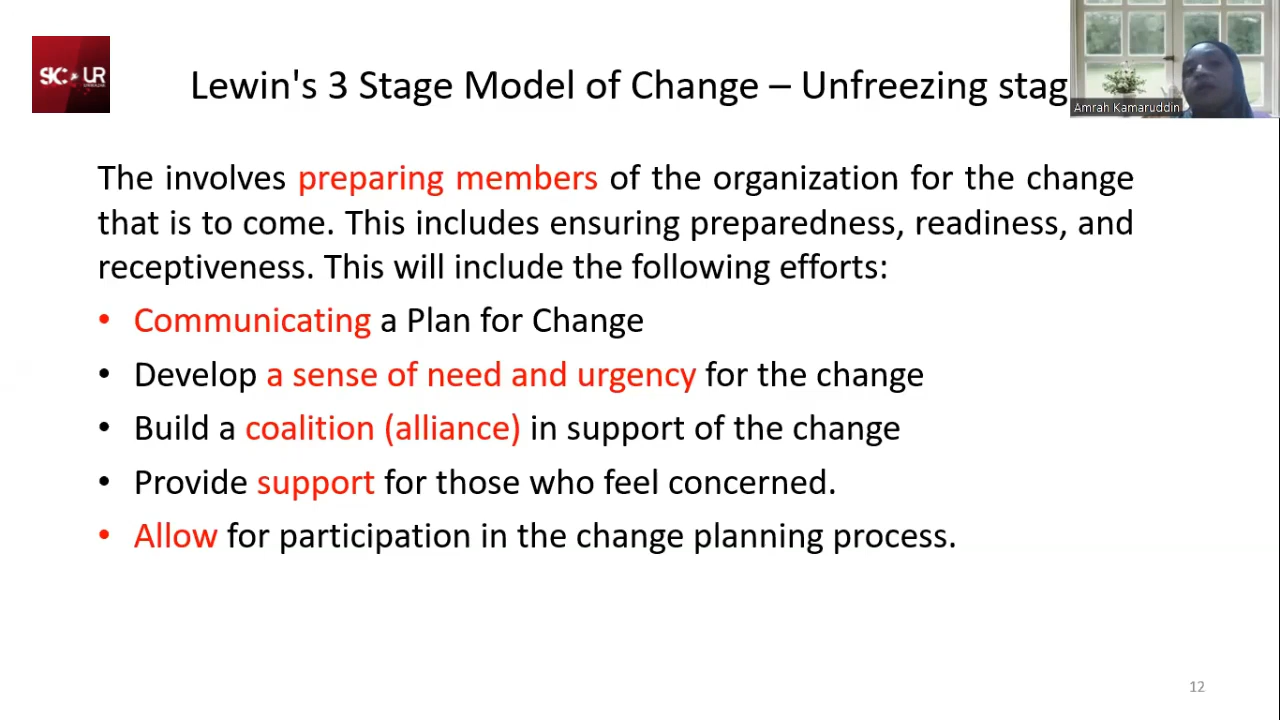 SK
UR
Lewin's 3 Stage Model of Change – Unfreezing stag
Amrah Kamaruddin
The involves preparing members of the organization for the change
that is to come. This includes ensuring preparedness, readiness, and
receptiveness. This will include the following efforts:
• Communicating a Plan for Change
• Develop a sense of need and urgency for the change
• Build a coalition (alliance) in support of the change
• Provide support for those who feel concerned.
• Allow for participation in the change planning process.
12